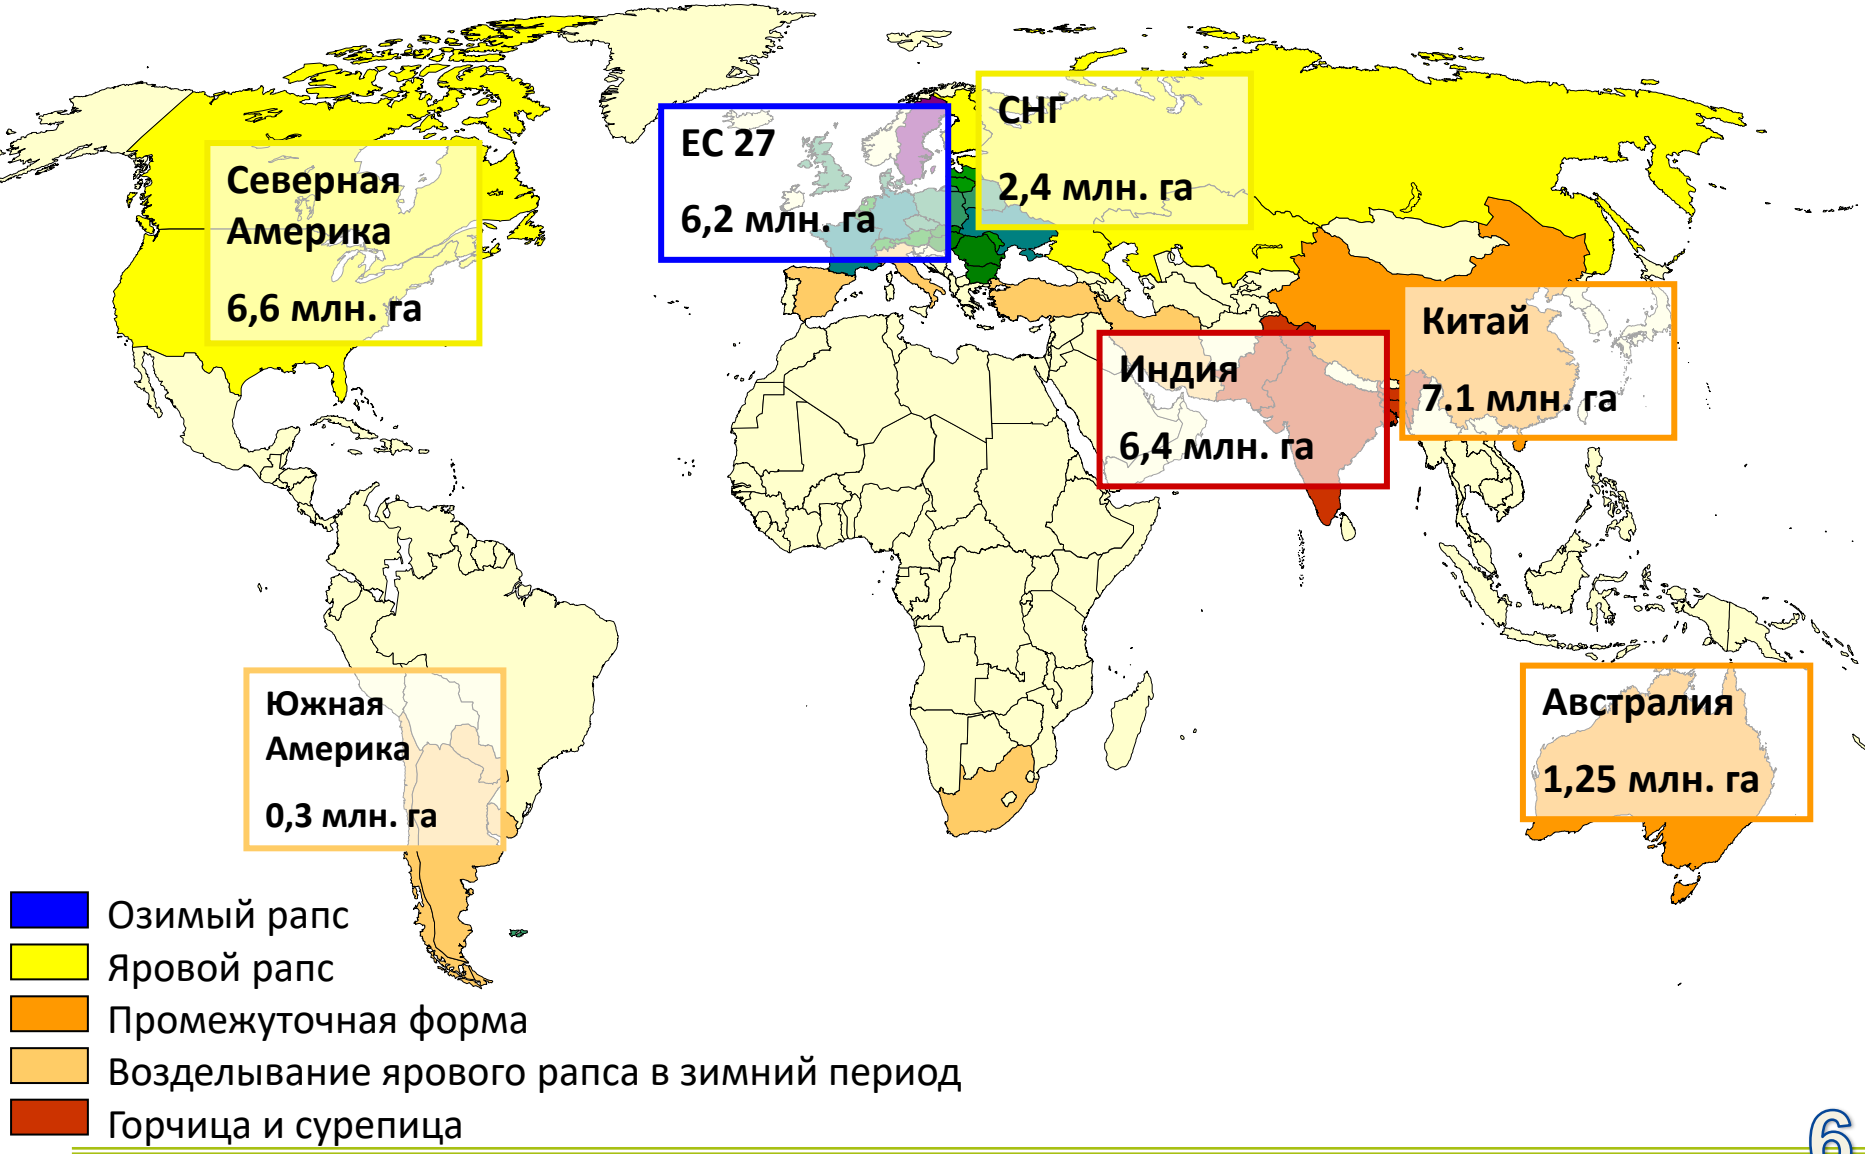 СНГ
2,4 млн. га
ЕС 27
6,2 млн. га
Северная
Америка
6,6 млн. га
Китай
7.1 млн. га
Индия
6,4 млн. га
Южная
Америка
0,3 млн. га
Австралия
1,25 млн. га
Озимый рапс
Яровой рапс
Промежуточная форма
Возделывание ярового рапса в зимний период
Горчица и сурепица
6